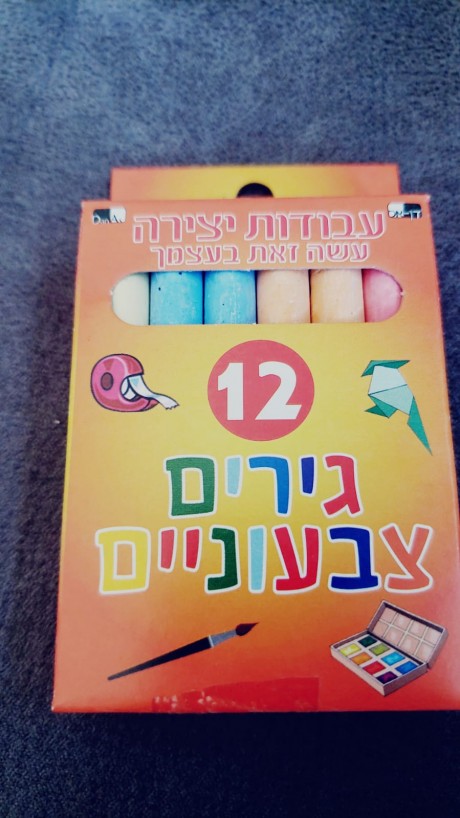 עבודות יצירה
עשה זאת בעצמך
12
גירים
צבעוניים